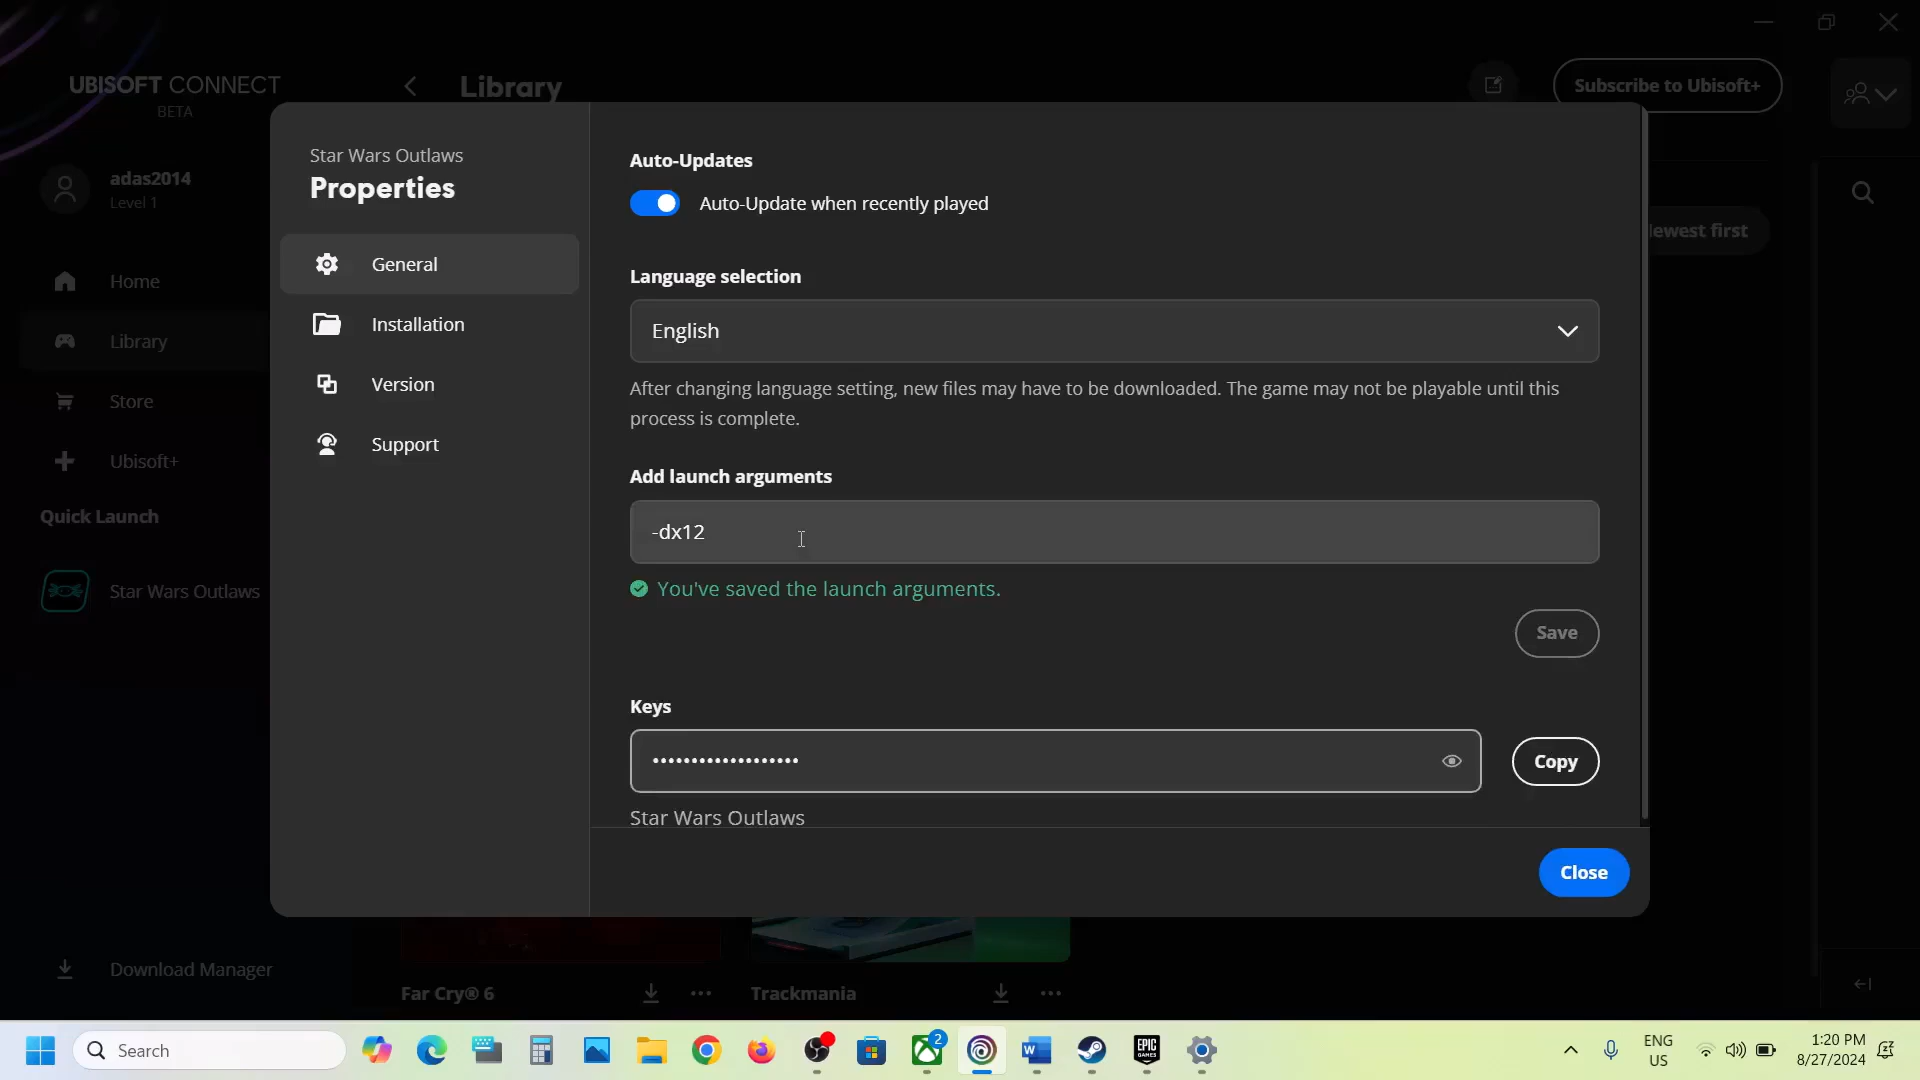 UBISOFT CONNECT
BETA
Library
Subscribe to Ubisoft+
adas2014
Level 1
Home
Library
Store
Ubisoft+
Quick Launch
Star Wars Outlaws
Download Manager
Star Wars Outlaws
Properties
General
Installation
Version
Support
Auto-Updates
Auto-Update when recently played
Language selection
English
After changing language setting, new files may have to be downloaded. The game may not be playable until this
process is complete.
Add launch arguments
-dx12
You've saved the launch arguments.
Save
Keys
•••••••••••••••••••
Copy
Star Wars Outlaws
Close
ewest first
Far Cry® 6
Trackmania
Search
2
W
EPIC
GAMES
ENG
US
1:20 PM
8/27/2024